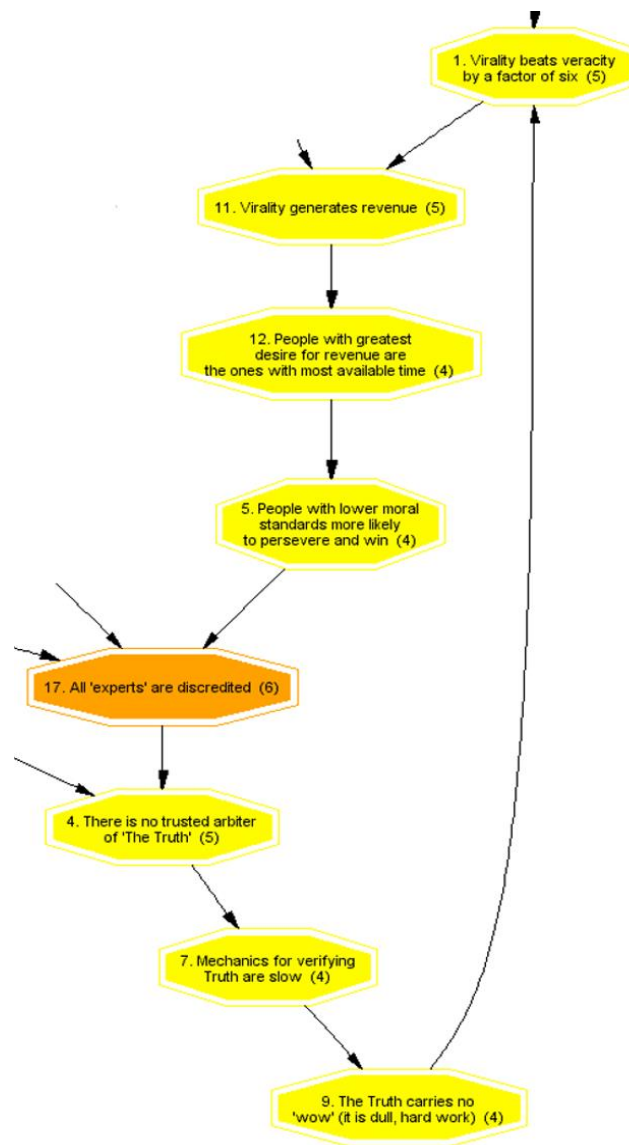 1. Virality beats veracity
by a factor of six (5)
11. Virality generates revenue (5)
12. People with greatest
desire for revenue are
the ones with most available time (4)
5. People with lower moral
standards more likely
to persevere and win (4)
17. All 'experts' are discredited (6)
4. There is no trusted arbiter
of 'The Truth' (5)
7. Mechanics for verifying
Truth are slow (4)
9. The Truth carries no
'wow' (it is dull, hard work) (4)